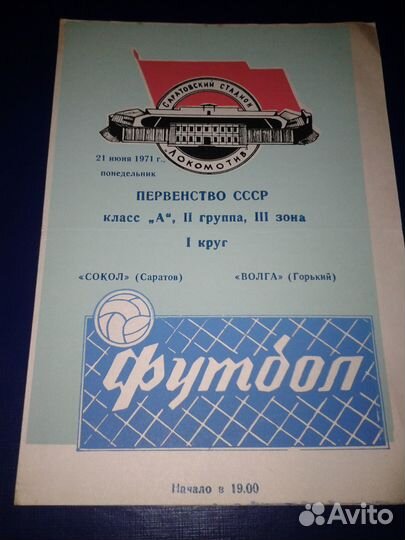 САРАТОВСКИЙ СТАДИОН
„ЛОКОМОТИВ"
21 июня 1971 г.,
понедельник
ПЕРВЕНСТВО СССР
класс „А“, II группа, III зона
I круг
«СОКОЛ» (Саратов) «ВОЛГА» (Горький)
Футбол
Начало в 19.00
Avito